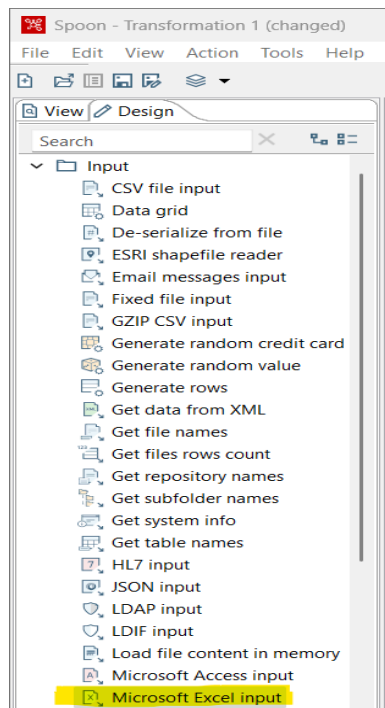 Spoon - Transformation 1 (changed)
File Edit View Action Tools Help
View Design
Search
Input
CSV file input
Data grid
De-serialize from file
ESRI shapefile reader
Email messages input
Fixed file input
GZIP CSV input
Generate random credit card
Generate random value
Generate rows
Get data from XML
Get file names
Get files rows count
Get repository names
Get subfolder names
Get system info
Get table names
HL7 input
JSON input
LDAP input
LDIF input
Load file content in memory
Microsoft Access input
Microsoft Excel input